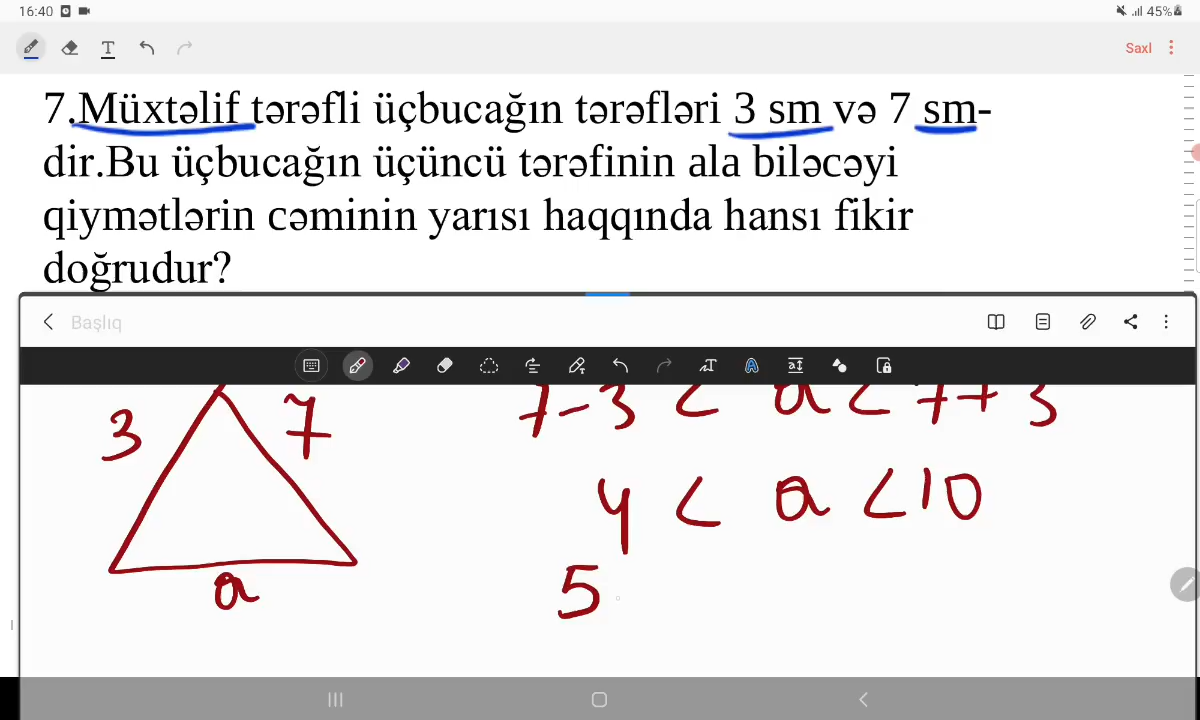 16:40 45%
Saxl
7.Müxtəlif tərəfli üçbucağın tərəfləri 3 sm və 7 sm-
dir.Bu üçbucağın üçüncü tərəfinin ala biləcəyi
qiymətlərin cəminin yarısı haqqında hansı fikir
doğrudur?
Başlıq
3 7
a
7-3 < a < 7+3
4 < a < 10
5